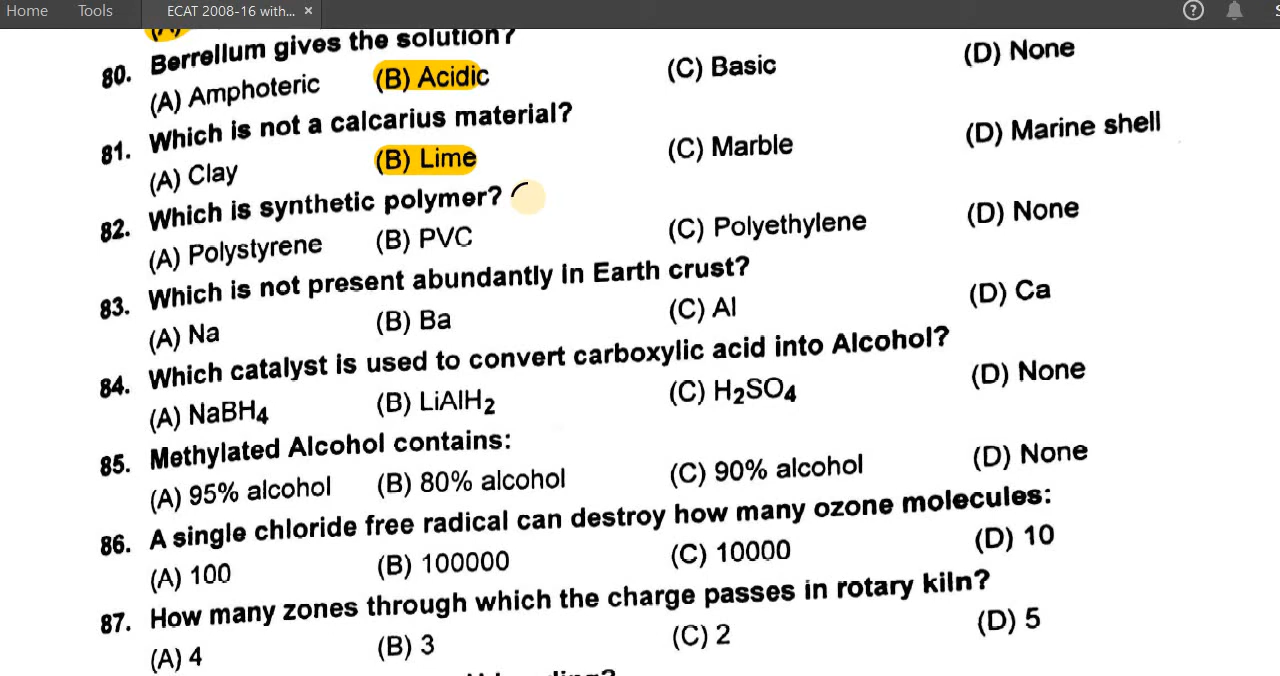 Home Tools ECAT 2008-16 with... ×
80. Berrellum gives the solution?
(A) Amphoteric (B) Acidic (C) Basic (D) None
81. Which is not a calcarius material?
(A) Clay (B) Lime (C) Marble (D) Marine shell
82. Which is synthetic polymer?
(A) Polystyrene (B) PVC (C) Polyethylene (D) None
83. Which is not present abundantly in Earth crust?
(A) Na (B) Ba (C) Al (D) Ca
84. Which catalyst is used to convert carboxylic acid into Alcohol?
(A) NaBH₄ (B) LiAlH₂ (C) H₂SO₄ (D) None
85. Methylated Alcohol contains:
(A) 95% alcohol (B) 80% alcohol (C) 90% alcohol (D) None
86. A single chloride free radical can destroy how many ozone molecules:
(A) 100 (B) 100000 (C) 10000 (D) 10
87. How many zones through which the charge passes in rotary kiln?
(A) 4 (B) 3 (C) 2 (D) 5